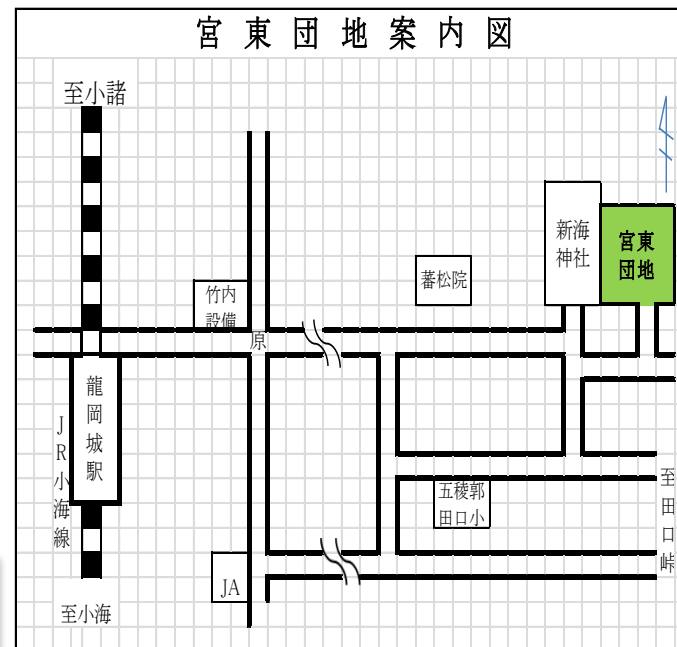 宮東団地案内図
至小諸
新海
神社
宮東
団地
蕃松院
竹内
設備
原
龍岡城駅
JR小海線
五稜郭
田口小
至田口峠
JA
至小海